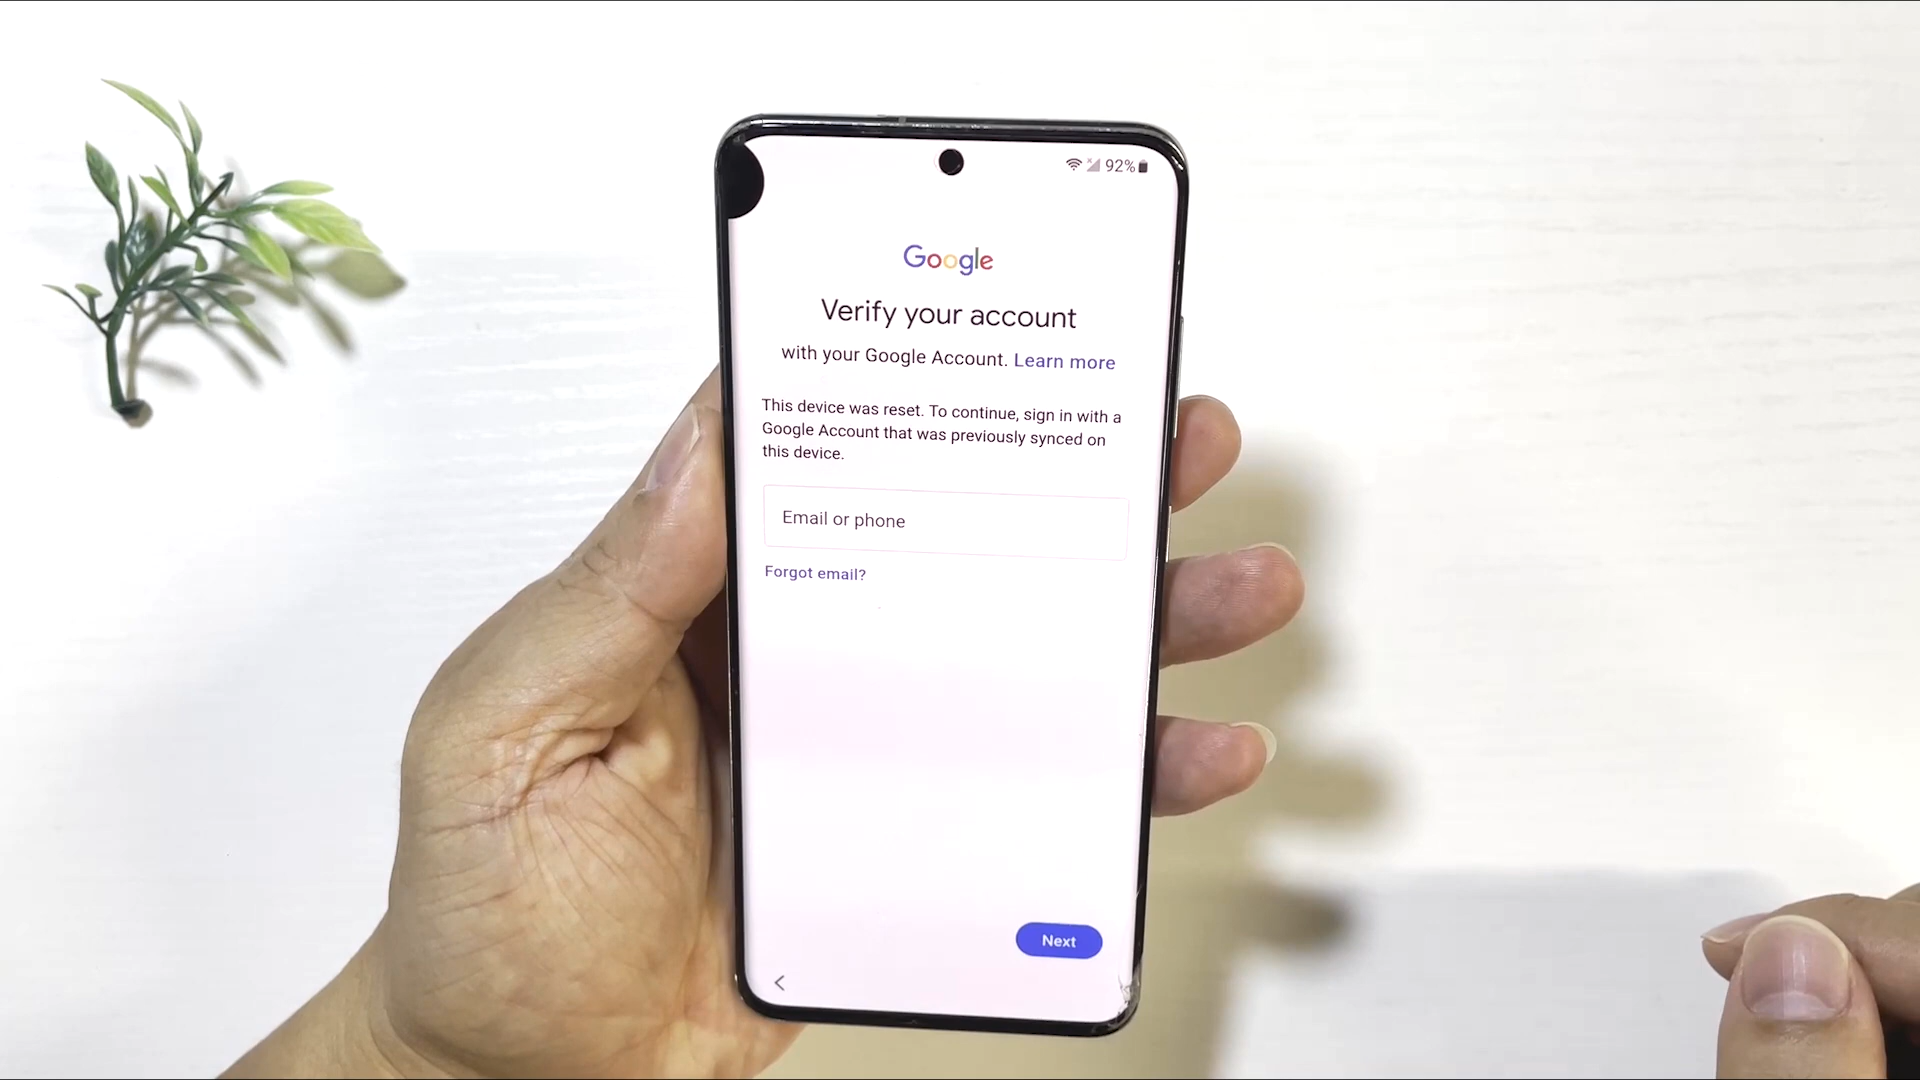 92%
Google
Verify your account
with your Google Account. Learn more
This device was reset. To continue, sign in with a
Google Account that was previously synced on
this device.
Email or phone
Forgot email?
Next